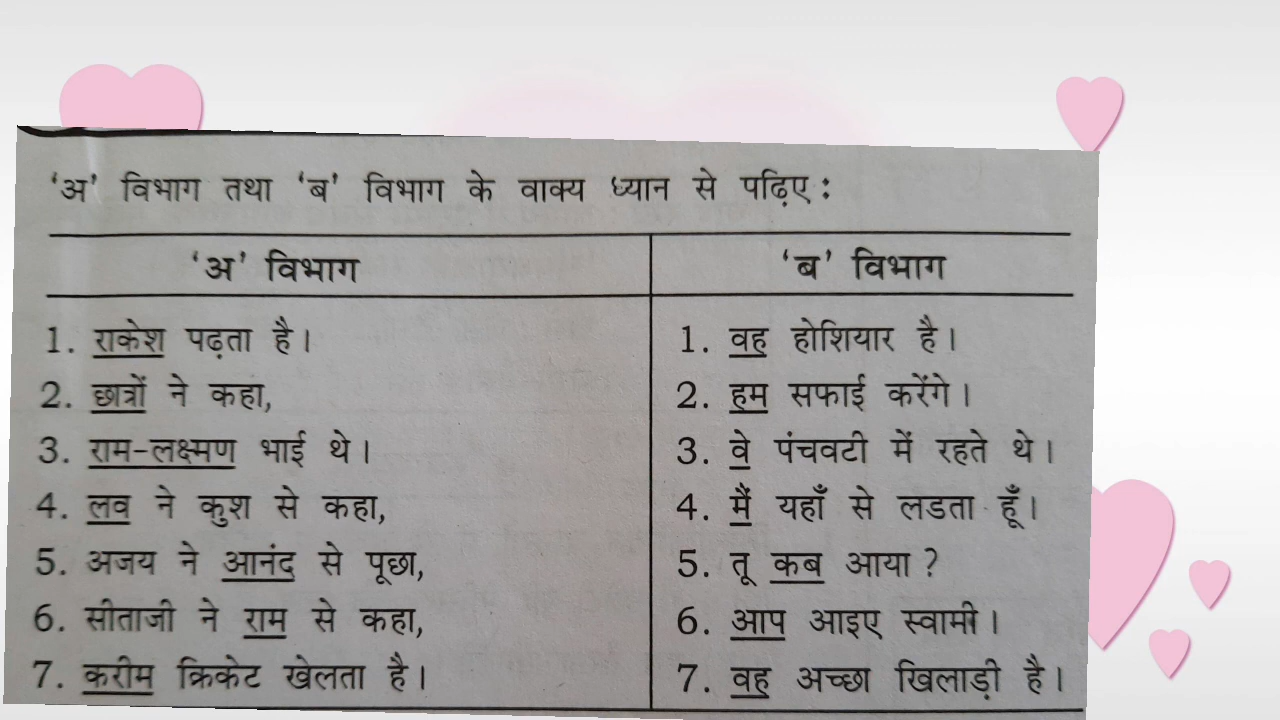 'अ' विभाग तथा 'ब' विभाग के वाक्य ध्यान से पढ़िए :
'अ' विभाग
'ब' विभाग
1. राकेश पढ़ता है।
1. वह होशियार है।
2. छात्रों ने कहा,
2. हम सफाई करेंगे।
3. राम-लक्ष्मण भाई थे।
3. वे पंचवटी में रहते थे।
4. लव ने कुश से कहा,
4. मैं यहाँ से लडता हूँ।
5. अजय ने आनंद से पूछा,
5. तू कब आया ?
6. सीताजी ने राम से कहा,
6. आप आइए स्वामी।
7. करीम क्रिकेट खेलता है।
7. वह अच्छा खिलाड़ी है।